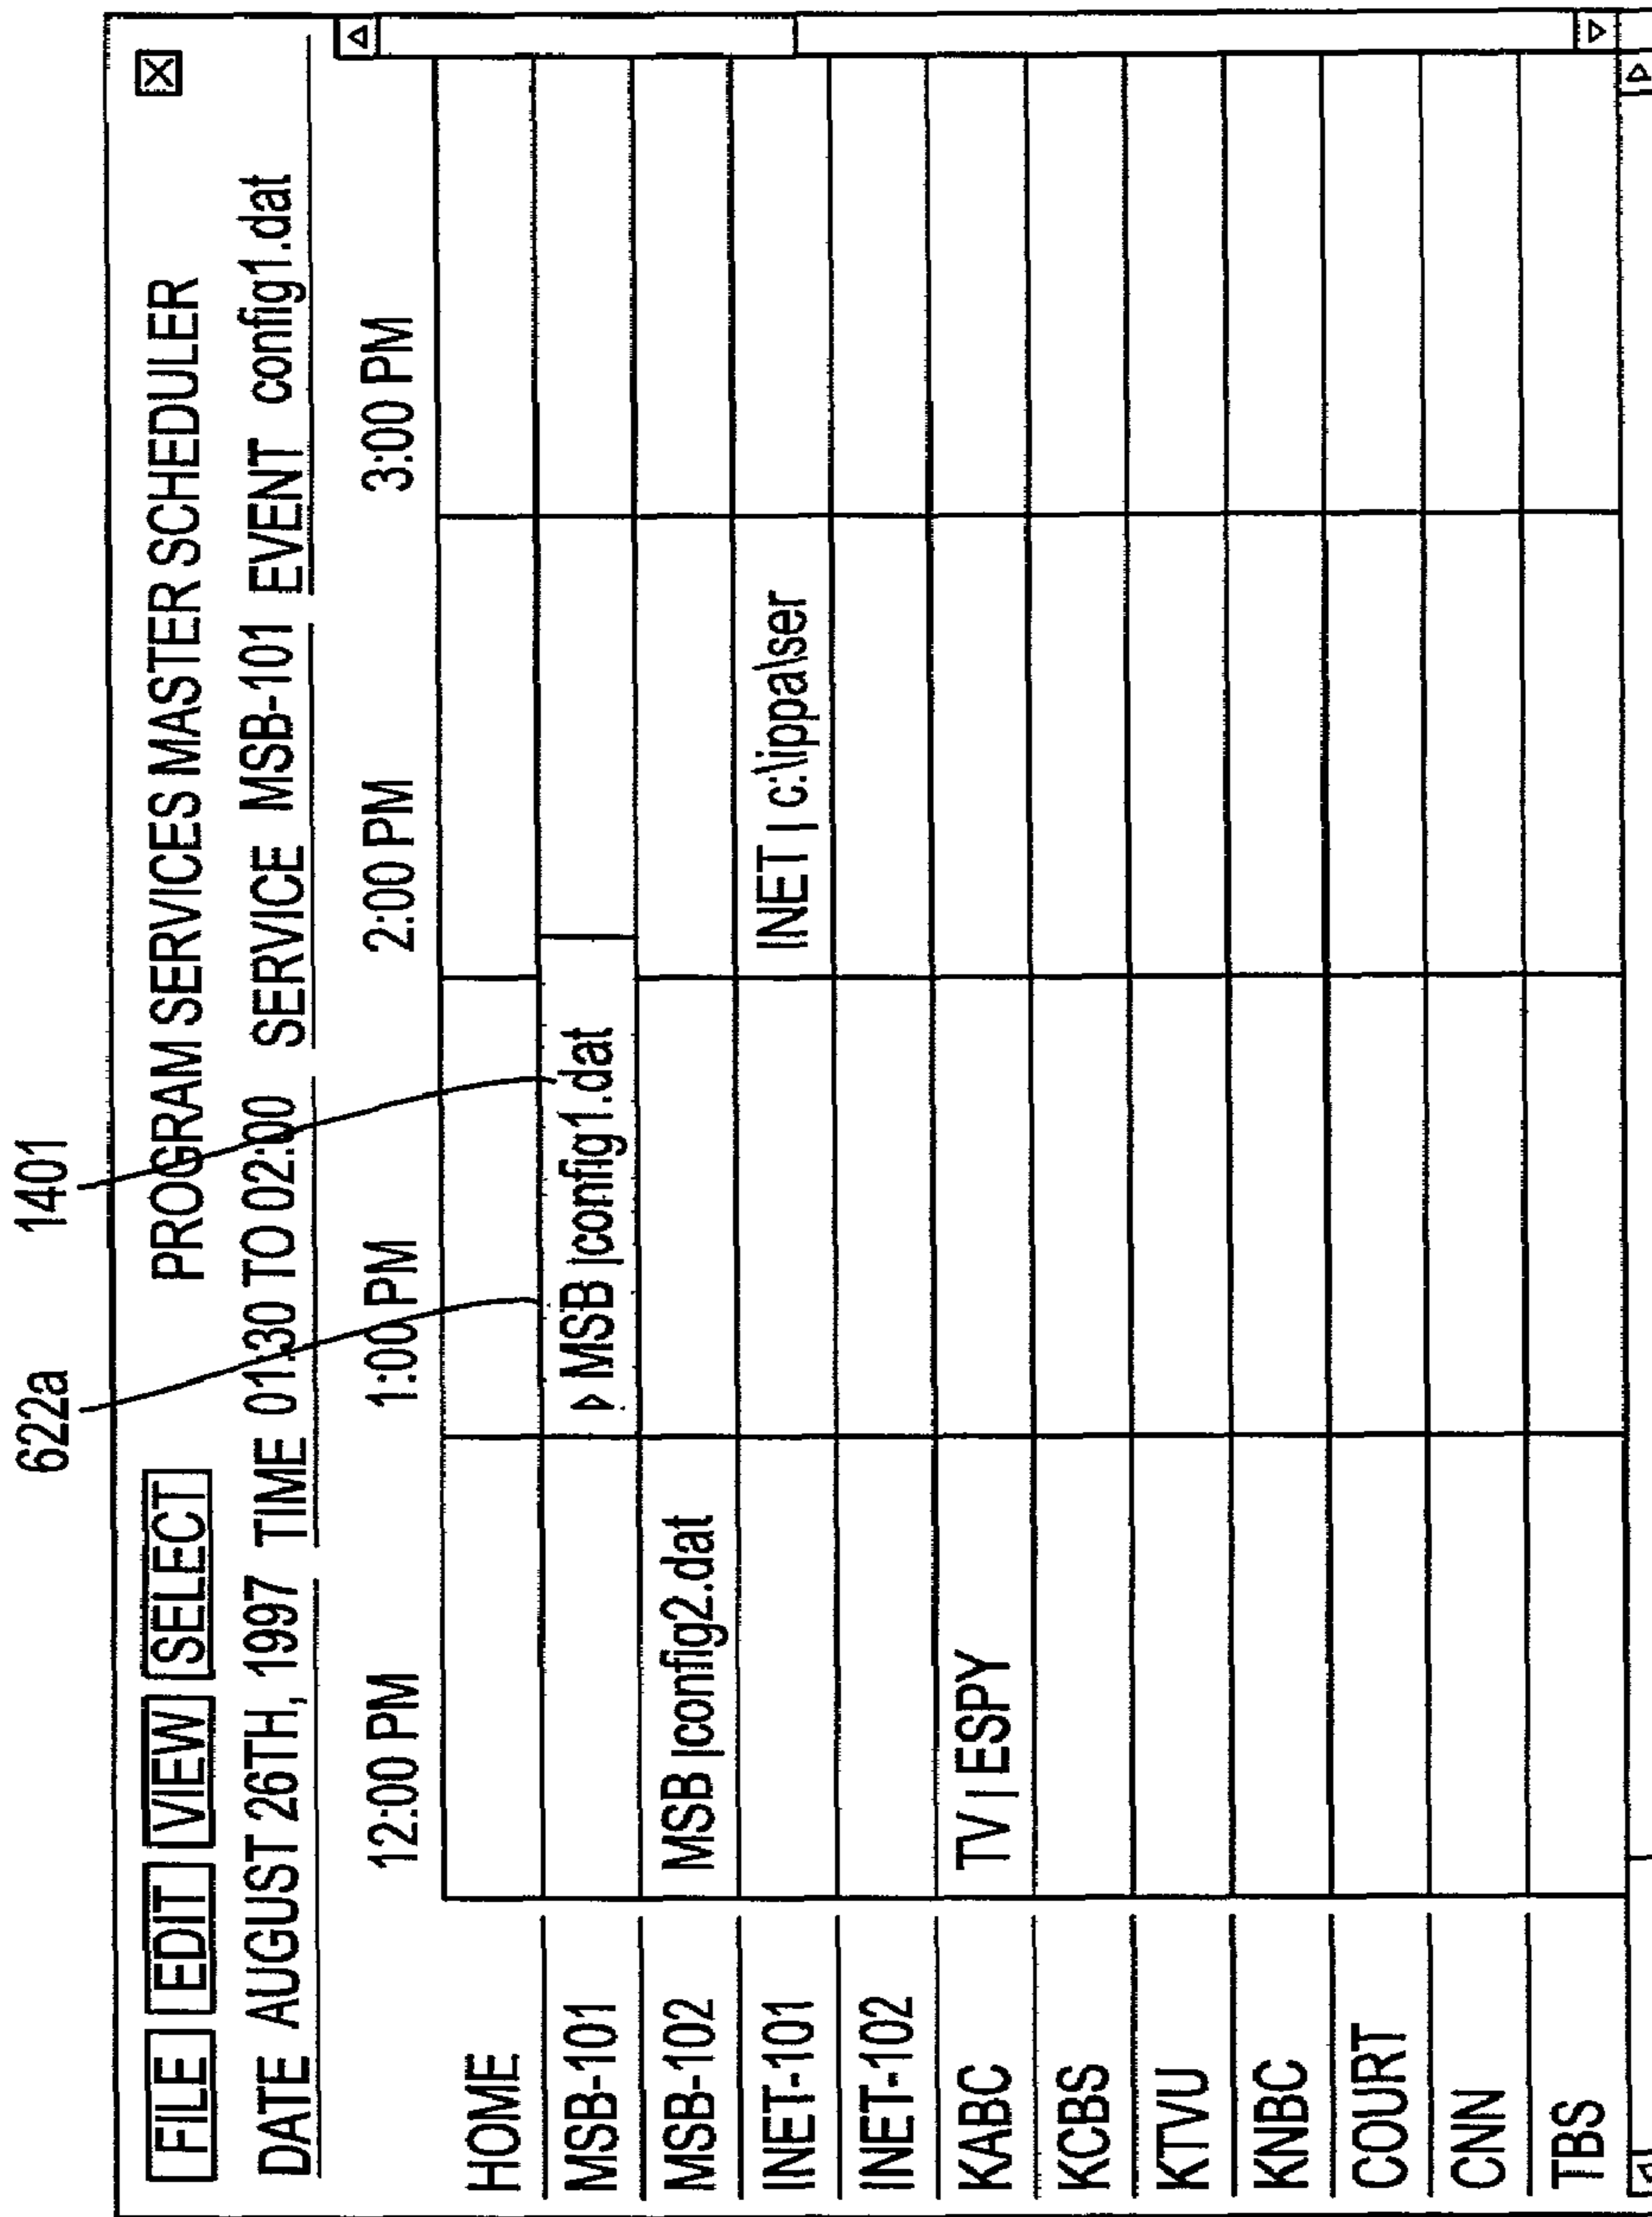 622a 1401
FILE EDIT VIEW SELECT PROGRAM SERVICES MASTER SCHEDULER X
DATE AUGUST 26TH, 1997 TIME 01:30 TO 02:00 SERVICE MSB-101 EVENT config1.dat
12:00 PM 1:00 PM 2:00 PM 3:00 PM
HOME
MSB-101 MSB |config1.dat
MSB-102 MSB |config2.dat
INET-101 INET | c:\ippa\ser
INET-102
KABC TV | ESPY
KCBS
KTVU
KNBC
COURT
CNN
TBS